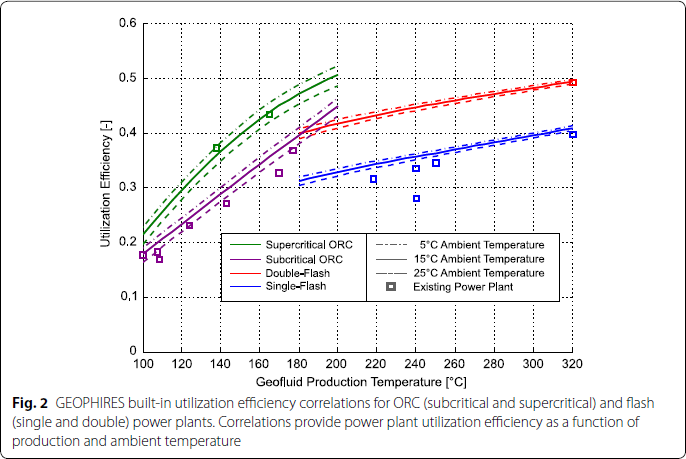 0.6
0.5
0.4
0.3
0.2
0.1
0
Utilization Efficiency [-]
Supercritical ORC
Subcritical ORC
Double-Flash
Single-Flash
5°C Ambient Temperature
15°C Ambient Temperature
25°C Ambient Temperature
Existing Power Plant
100 120 140 160 180 200 220 240 260 280 300 320
Geofluid Production Temperature [°C]
Fig. 2 GEOPHIRES built-in utilization efficiency correlations for ORC (subcritical and supercritical) and flash
(single and double) power plants. Correlations provide power plant utilization efficiency as a function of
production and ambient temperature